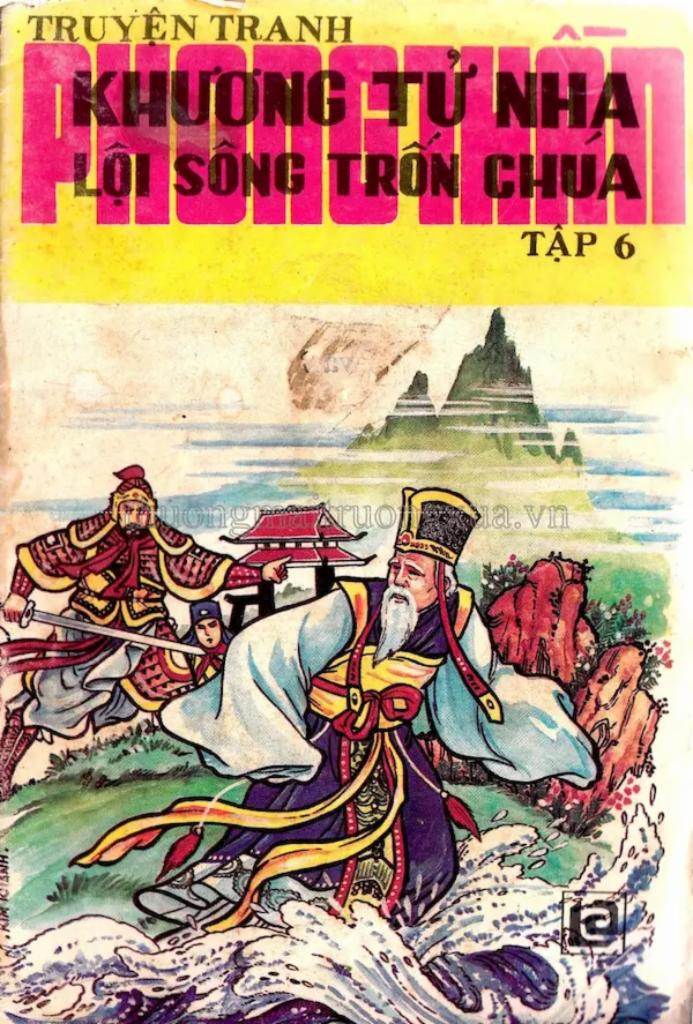 TRUYỆN TRANH
PHONG THẦN
KHƯƠNG TỬ NHA
LỘI SÔNG TRỐN CHÚA
TẬP 6